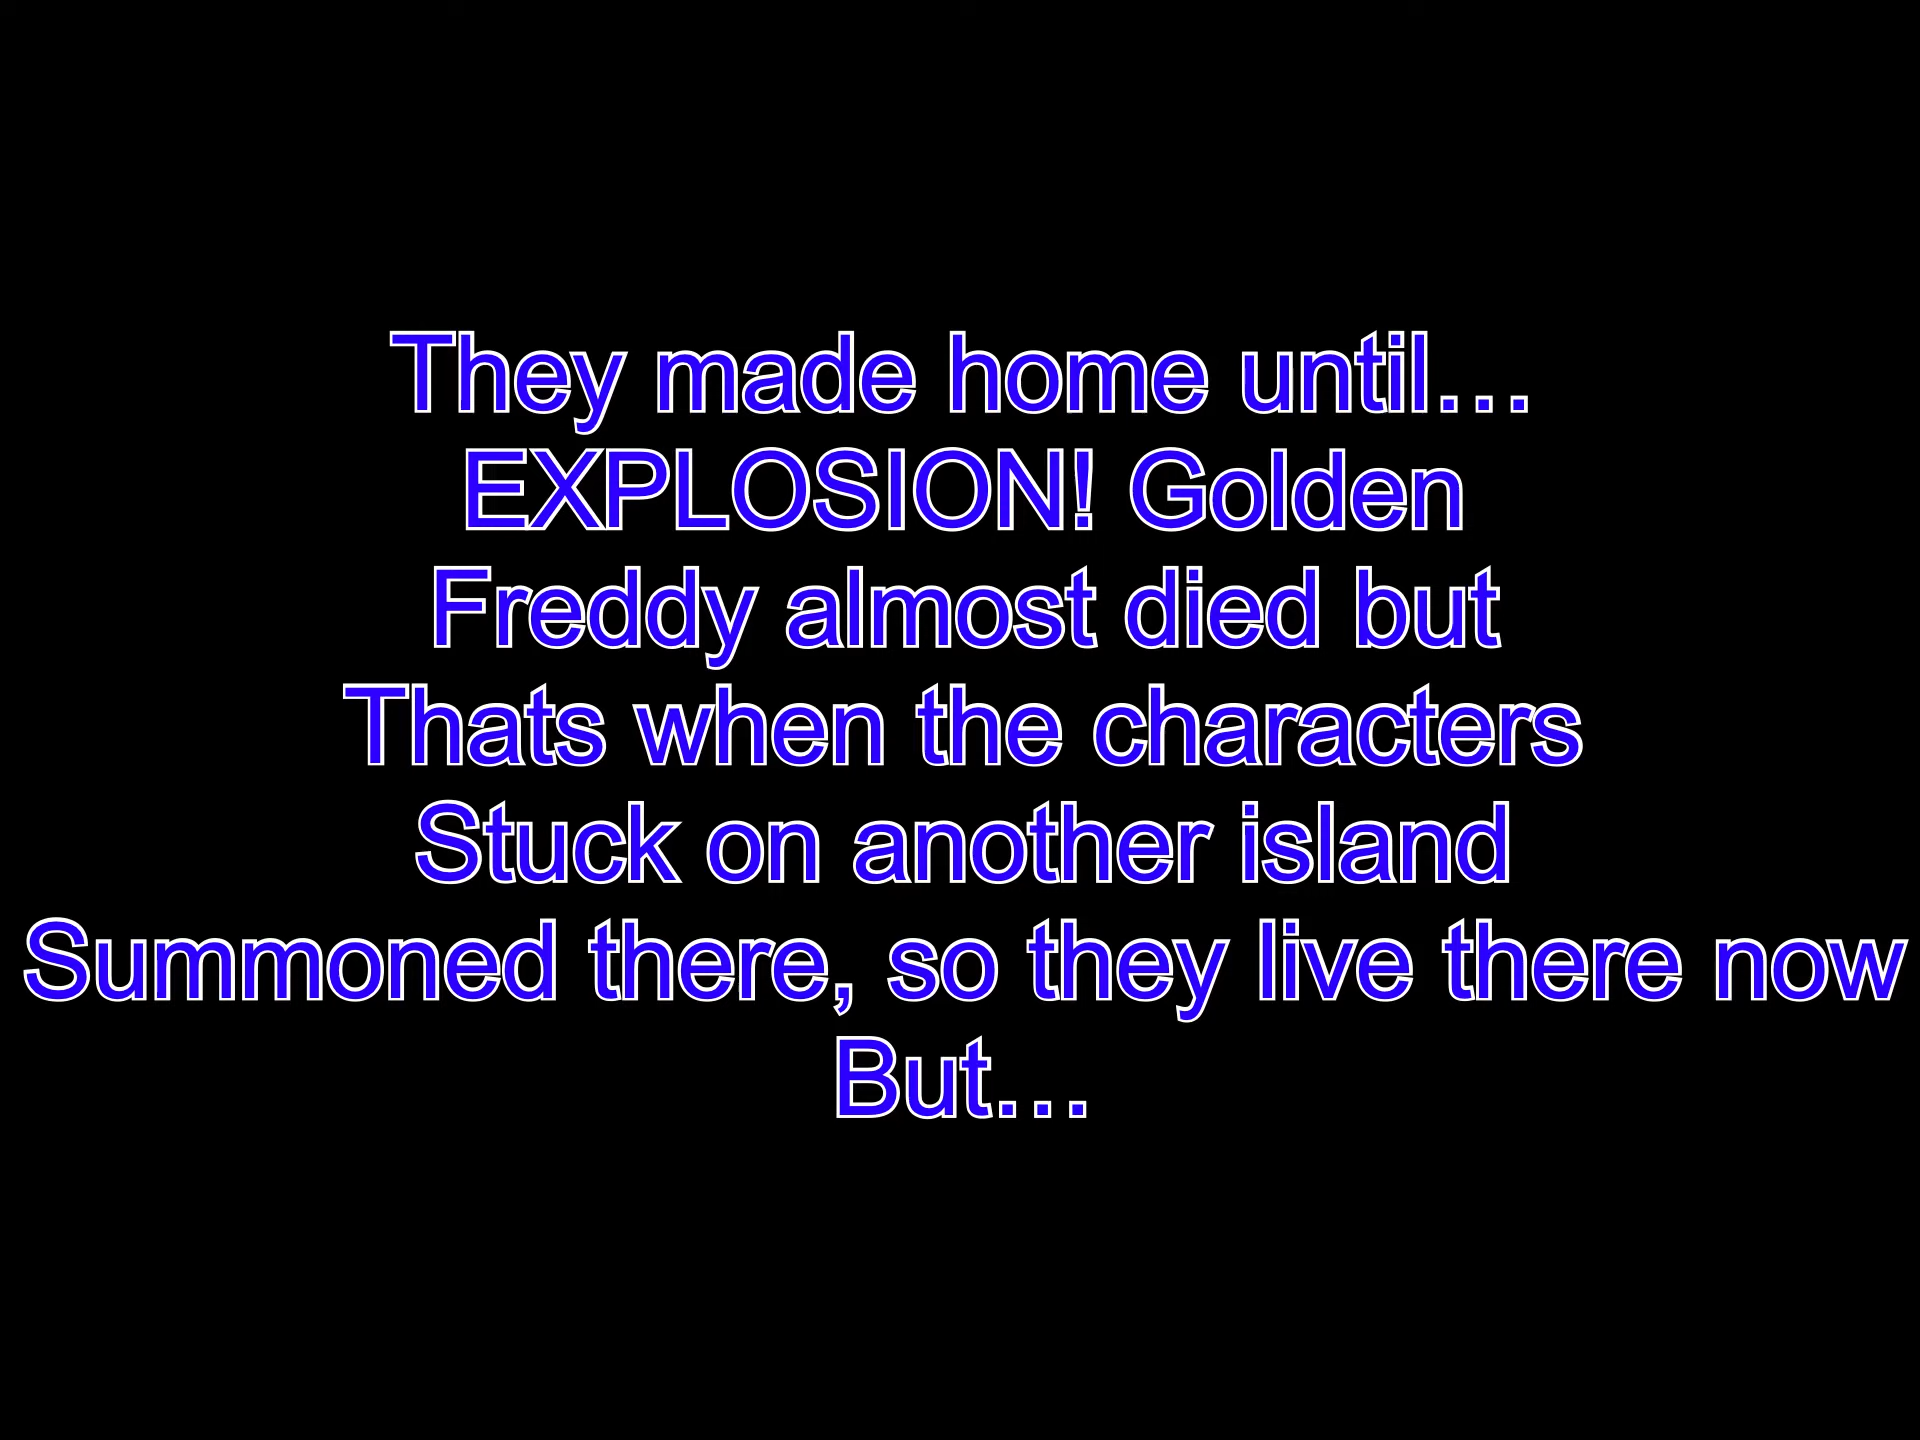 They made home until…
EXPLOSION! Golden
Freddy almost died but
Thats when the characters
Stuck on another island
Summoned there, so they live there now
But…